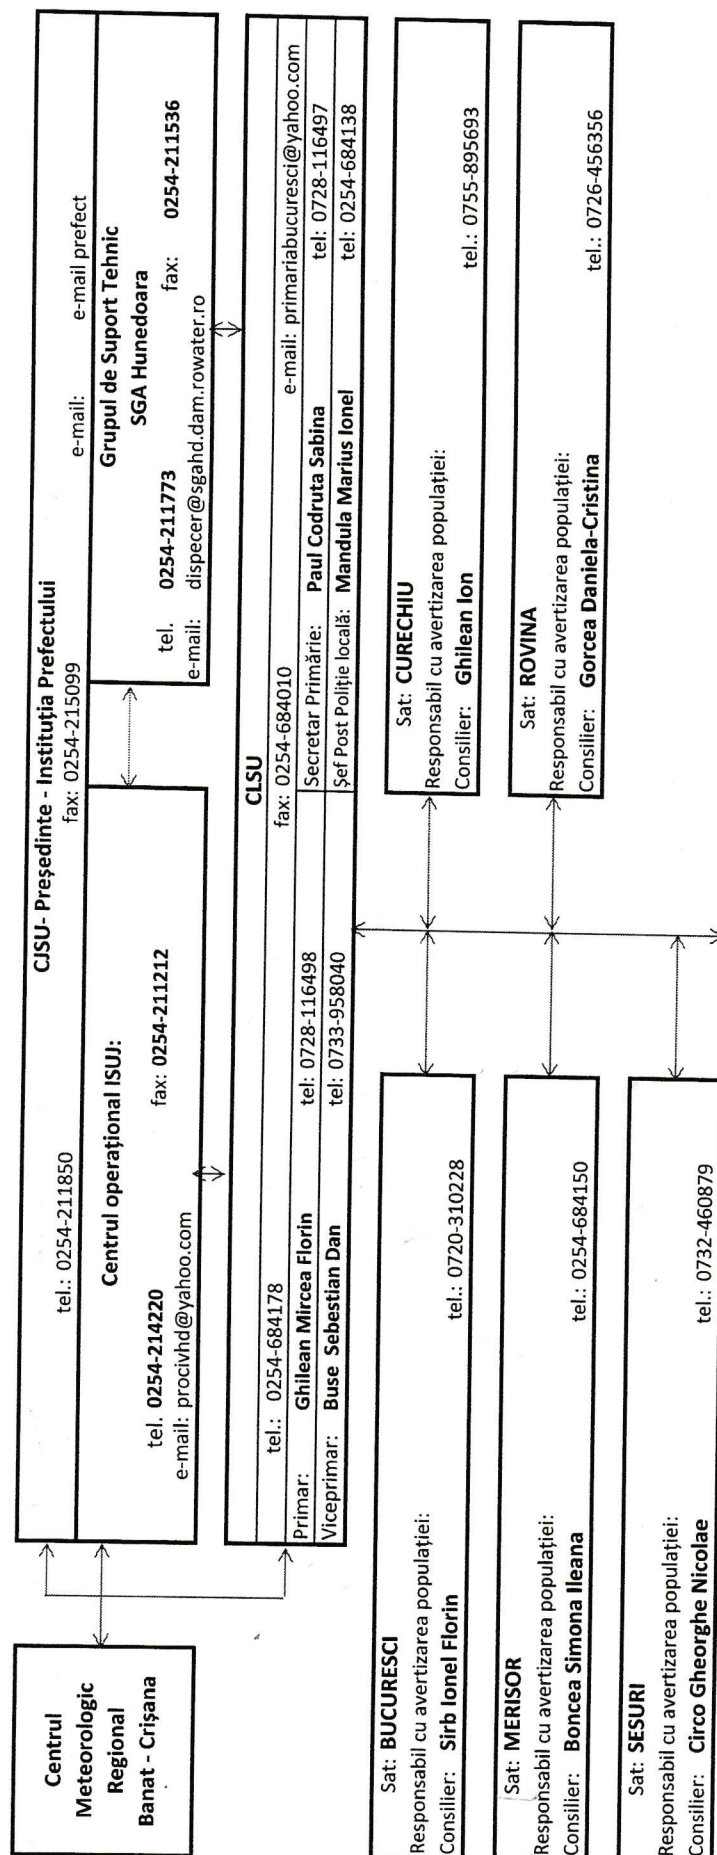 CJSU- Președinte - Instituția Prefectului
tel.: 0254-211850 fax: 0254-215099 e-mail: e-mail prefect
Centrul Meteorologic Regional Banat - Crișana
Centrul operațional ISUJ:
tel. 0254-214220 fax: 0254-211212
e-mail: procivhd@yahoo.com
Grupul de Suport Tehnic
SGA Hunedoara
tel. 0254-211773 fax: 0254-211536
e-mail: dispecer@sgahd.dam.rowater.ro
CLSU
tel.: 0254-684178 fax: 0254-684010 e-mail: primariabucuresci@yahoo.com
Primar: Ghilean Mircea Florin tel: 0728-116498 Secretar Primărie: Paul Codruta Sabina tel: 0728-116497
Viceprimar: Buse Sebestian Dan tel: 0733-958040 Șef Post Poliție locală: Mandula Marius Ionel tel: 0254-684138
Sat: BUCURESCI
Responsabil cu avertizarea populației:
Consilier: Sirb Ionel Florin tel.: 0720-310228
Sat: CURECHIU
Responsabil cu avertizarea populației:
Consilier: Ghilean Ion tel.: 0755-895693
Sat: MERISOR
Responsabil cu avertizarea populației:
Consilier: Boncea Simona Ileana tel.: 0254-684150
Sat: ROVINA
Responsabil cu avertizarea populației:
Consilier: Gorcea Daniela-Cristina tel.: 0726-456356
Sat: SESURI
Responsabil cu avertizarea populației:
Consilier: Circo Gheorghe Nicolae tel.: 0732-460879